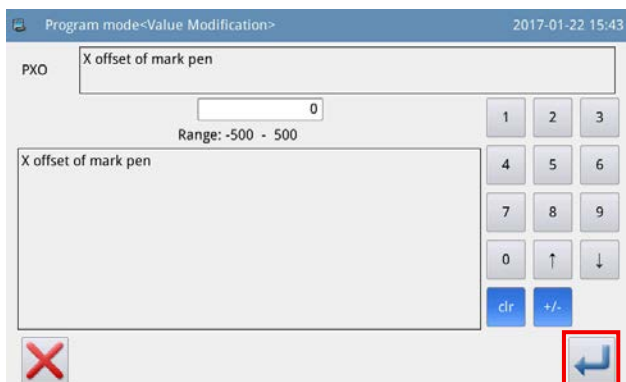 Program mode<Value Modification> 2017-01-22 15:43
PXO
X offset of mark pen
0
Range: -500 - 500
X offset of mark pen
1 2 3
4 5 6
7 8 9
0 ↑ ↓
clr +/-